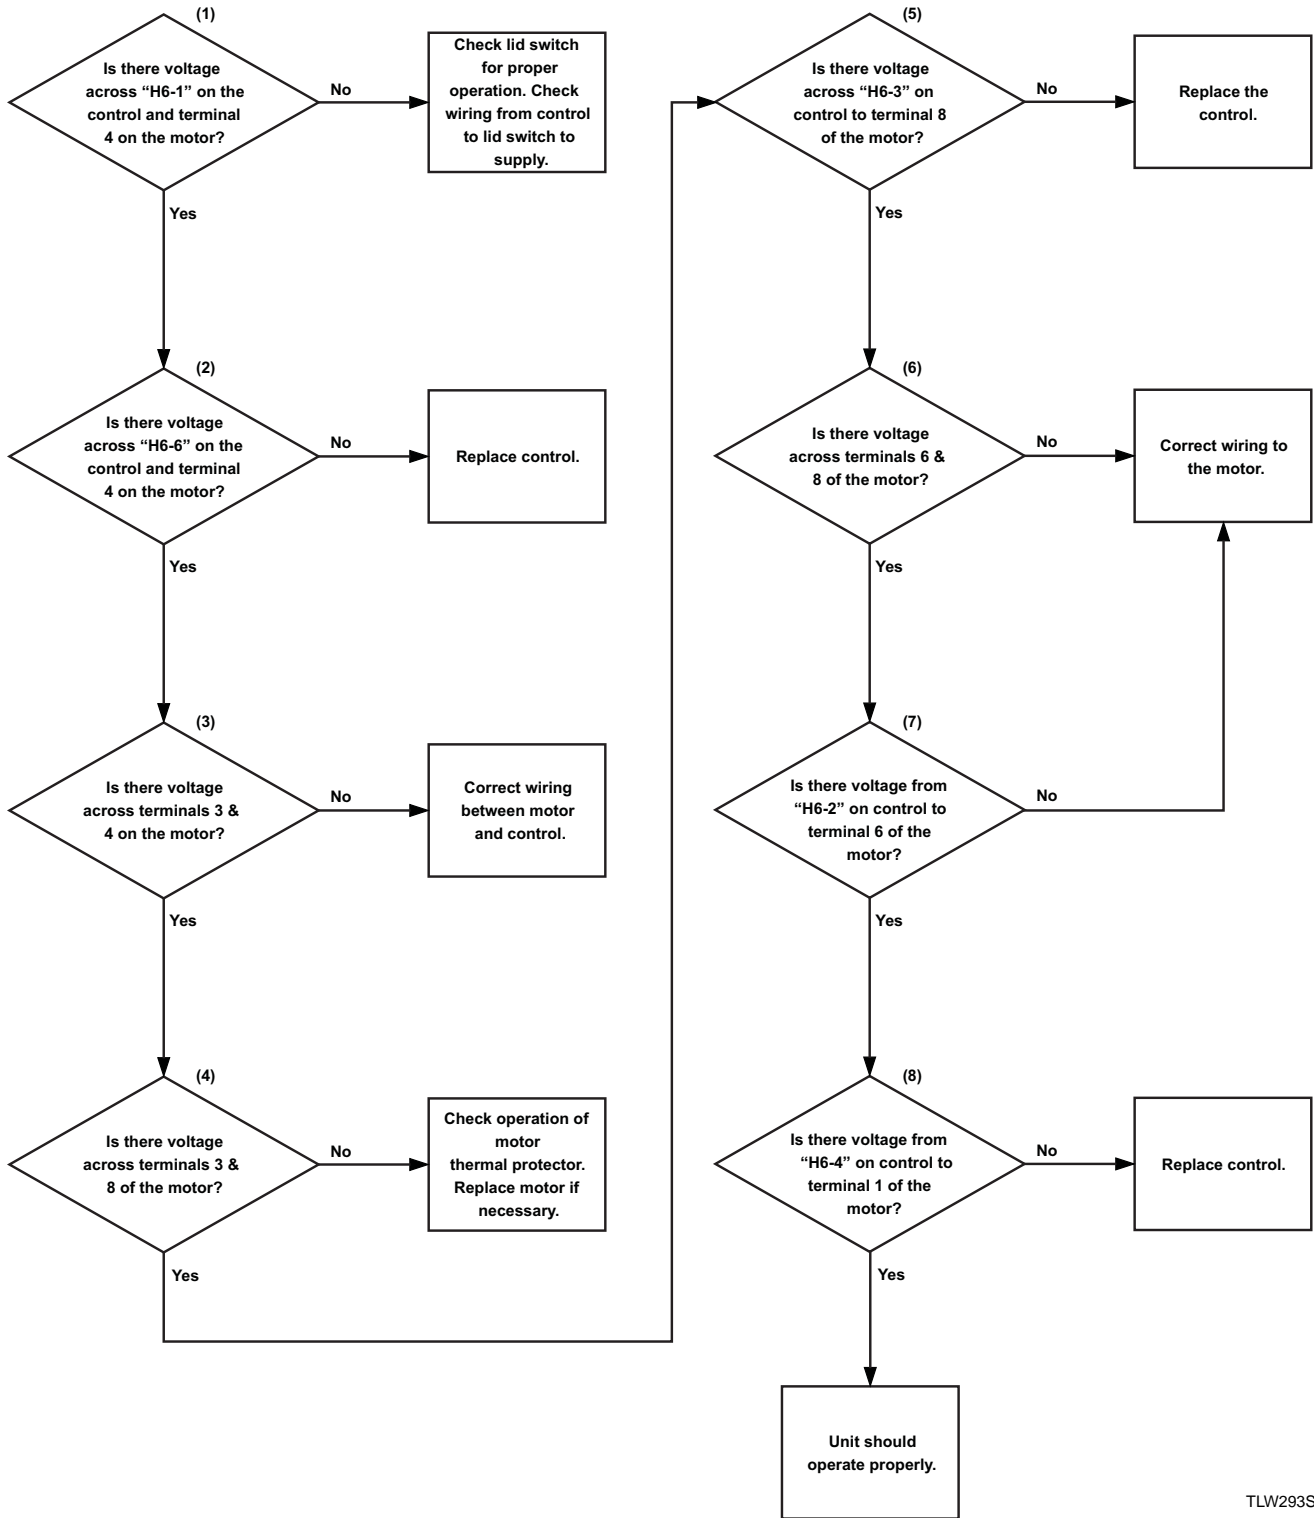 (1)
Is there voltage
across “H6-1” on the
control and terminal
4 on the motor?
No
Check lid switch
for proper
operation. Check
wiring from control
to lid switch to
supply.
Yes
(2)
Is there voltage
across “H6-6” on the
control and terminal
4 on the motor?
No
Replace control.
Yes
(3)
Is there voltage
across terminals 3 &
4 on the motor?
No
Correct wiring
between motor
and control.
Yes
(4)
Is there voltage
across terminals 3 &
8 of the motor?
No
Check operation of
motor
thermal protector.
Replace motor if
necessary.
Yes
(5)
Is there voltage
across “H6-3” on
control to terminal 8
of the motor?
No
Replace the
control.
Yes
(6)
Is there voltage
across terminals 6 &
8 of the motor?
No
Correct wiring to
the motor.
Yes
(7)
Is there voltage from
“H6-2” on control to
terminal 6 of the
motor?
No
Yes
(8)
Is there voltage from
“H6-4” on control to
terminal 1 of the
motor?
No
Replace control.
Yes
Unit should
operate properly.
TLW293S